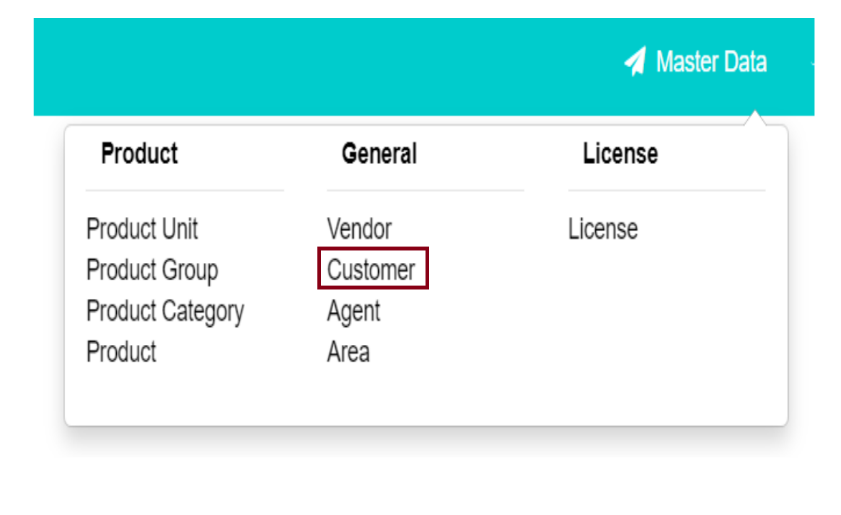 Master Data
Product
Product Unit
Product Group
Product Category
Product
General
Vendor
Customer
Agent
Area
License
License